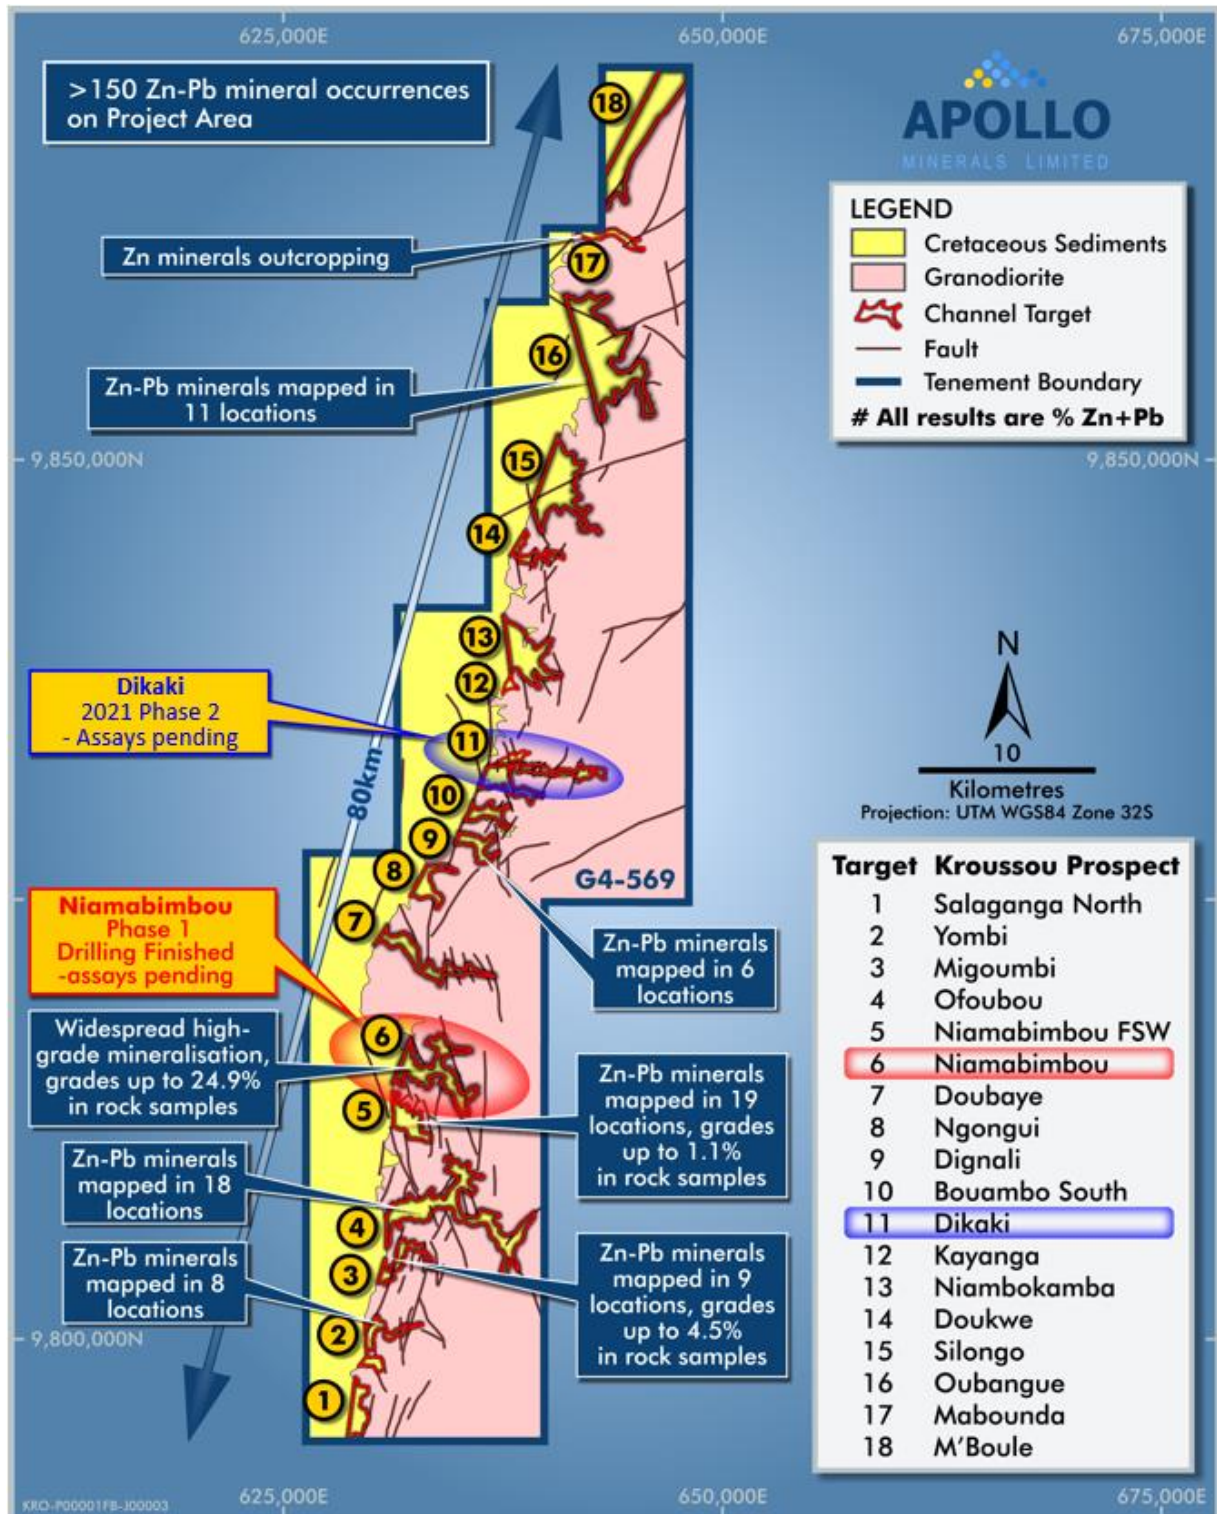 625,000E
650,000E
675,000E
>150 Zn-Pb mineral occurrences
on Project Area
APOLLO
MINERALS LIMITED
LEGEND
Cretaceous Sediments
Granodiorite
Channel Target
Fault
Tenement Boundary
# All results are % Zn+Pb
18
Zn minerals outcropping
17
16
Zn-Pb minerals mapped in
11 locations
9,850,000N
9,850,000N
15
14
13
12
Dikaki
2021 Phase 2
- Assays pending
11
80km
10
9
8
G4-569
7
N
10
Kilometres
Projection: UTM WGS84 Zone 32S
Niamabimbou
Phase 1
Drilling Finished
-assays pending
Zn-Pb minerals
mapped in 6
locations
6
Widespread high-
grade mineralisation,
grades up to 24.9%
in rock samples
5
Zn-Pb minerals
mapped in 19
locations, grades
up to 1.1%
in rock samples
Zn-Pb minerals
mapped in 18
locations
4
3
Zn-Pb minerals
mapped in 8
locations
Zn-Pb minerals
mapped in 9
locations, grades
up to 4.5%
in rock samples
9,800,000N
2
1
Target Kroussou Prospect
1 Salaganga North
2 Yombi
3 Migoumbi
4 Ofoubou
5 Niamabimbou FSW
6 Niamabimbou
7 Doubaye
8 Ngongui
9 Dignali
10 Bouambo South
11 Dikaki
12 Kayanga
13 Niambokamba
14 Doukwe
15 Silongo
16 Oubangue
17 Mabounda
18 M'Boule
KRO-P00001FB-J00003
625,000E
650,000E
675,000E